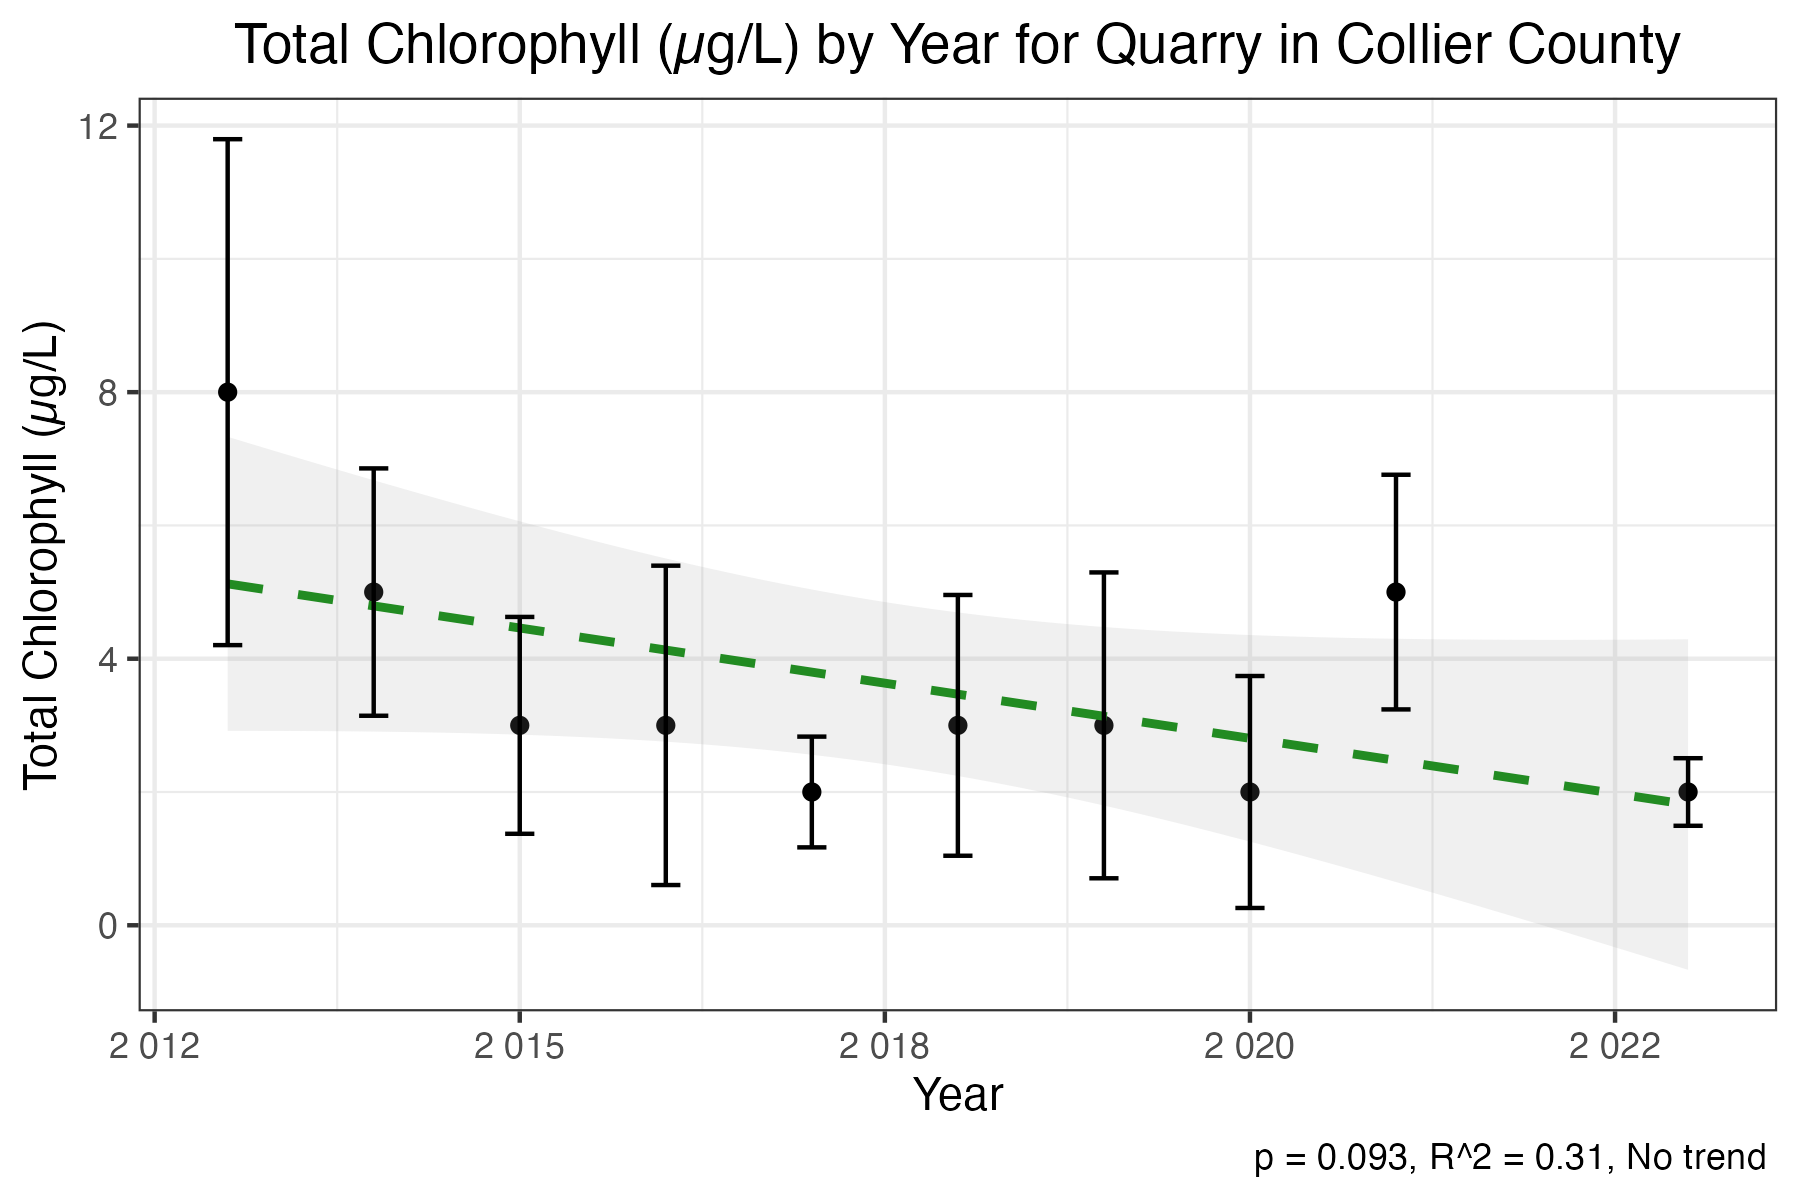 Total Chlorophyll (µg/L) by Year for Quarry in Collier County
Total Chlorophyll (µg/L)
12
8
4
0
2 012 2 015 2 018 2 020 2 022
Year
p = 0.093, R^2 = 0.31, No trend